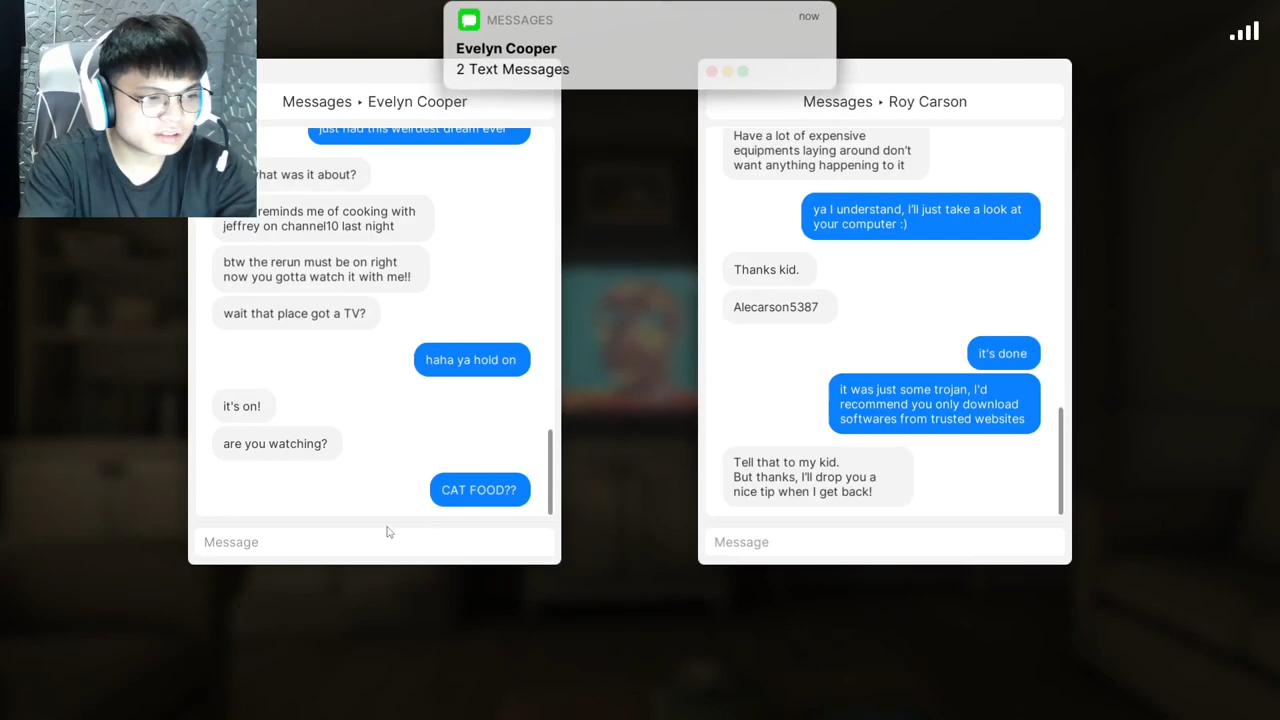 MESSAGES
now
Evelyn Cooper
2 Text Messages
Messages ‣ Evelyn Cooper
just had this weirdest dream ever
what was it about?
reminds me of cooking with
jeffrey on channel10 last night
btw the rerun must be on right
now you gotta watch it with me!!
wait that place got a TV?
haha ya hold on
it's on!
are you watching?
CAT FOOD??
Message
Messages ‣ Roy Carson
Have a lot of expensive
equipments laying around don't
want anything happening to it
ya I understand, I'll just take a look at
your computer :)
Thanks kid.
Alecarson5387
it's done
it was just some trojan, I'd
recommend you only download
softwares from trusted websites
Tell that to my kid.
But thanks, I'll drop you a
nice tip when I get back!
Message